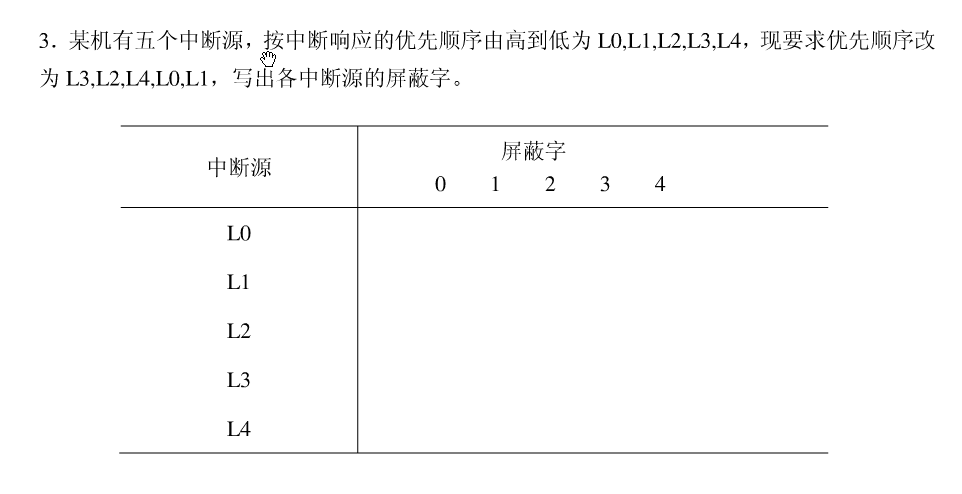 3．某机有五个中断源，按中断响应的优先顺序由高到低为 L0,L1,L2,L3,L4，现要求优先顺序改
为 L3,L2,L4,L0,L1，写出各中断源的屏蔽字。
中断源
屏蔽字
0 1 2 3 4
L0
L1
L2
L3
L4